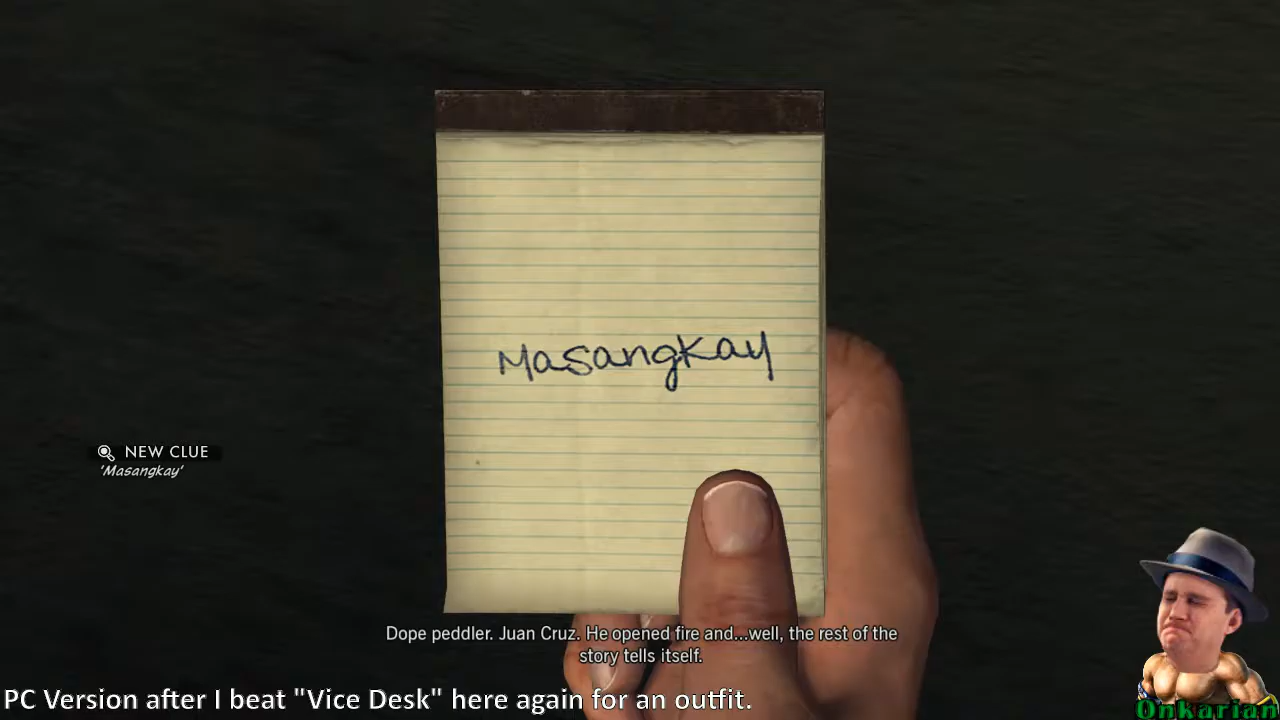 Masangkay
NEW CLUE
'Masangkay'
Dope peddler. Juan Cruz. He opened fire and...well, the rest of the
story tells itself.
PC Version after I beat "Vice Desk" here again for an outfit.
Onkarian